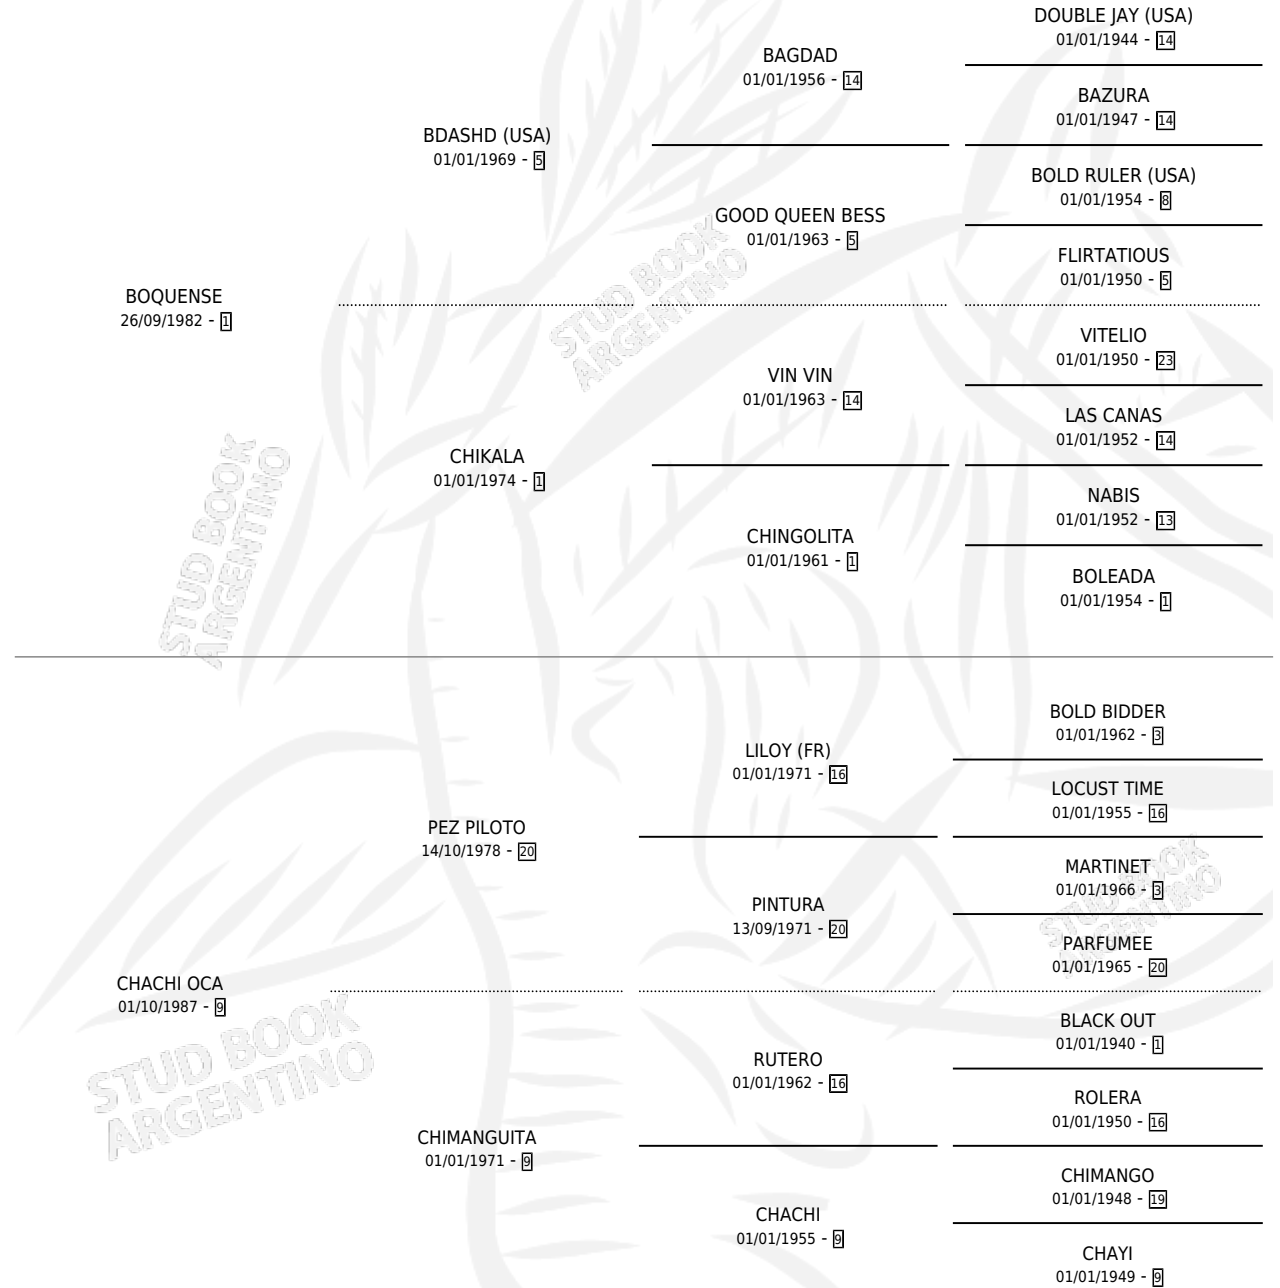 DOUBLE JAY (USA)
01/01/1944 - 14
BAGDAD
01/01/1956 - 14
BAZURA
01/01/1947 - 14
BDASHD (USA)
01/01/1969 - 5
BOLD RULER (USA)
01/01/1954 - 8
GOOD QUEEN BESS
01/01/1963 - 5
FLIRTATIOUS
01/01/1950 - 5
BOQUENSE
26/09/1982 - 1
STUD BOOK
ARGENTINO
VITELIO
01/01/1950 - 23
VIN VIN
01/01/1963 - 14
LAS CANAS
01/01/1952 - 14
CHIKALA
01/01/1974 - 1
NABIS
01/01/1952 - 13
CHINGOLITA
01/01/1961 - 1
BOLEADA
01/01/1954 - 1
STUD BOOK
ARGENTINO
BOLD BIDDER
01/01/1962 - 3
LILOY (FR)
01/01/1971 - 16
LOCUST TIME
01/01/1955 - 16
PEZ PILOTO
14/10/1978 - 20
MARTINET
01/01/1966 - 3
PINTURA
13/09/1971 - 20
PARFUMEE
01/01/1965 - 20
STUD BOOK
ARGENTINO
CHACHI OCA
01/10/1987 - 9
BLACK OUT
01/01/1940 - 1
RUTERO
01/01/1962 - 16
ROLERA
01/01/1950 - 16
STUD BOOK
ARGENTINO
CHIMANGUITA
01/01/1971 - 9
CHIMANGO
01/01/1948 - 19
CHACHI
01/01/1955 - 9
CHAYI
01/01/1949 - 9